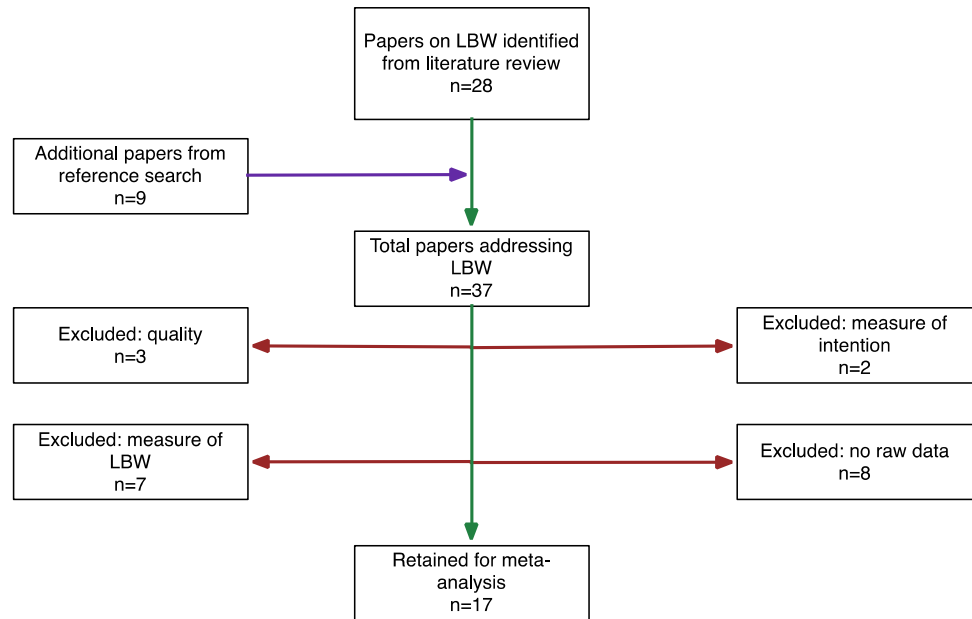 Papers on LBW identified
from literature review
n=28
Additional papers from
reference search
n=9
Total papers addressing
LBW
n=37
Excluded: quality
n=3
Excluded: measure of
intention
n=2
Excluded: measure of
LBW
n=7
Excluded: no raw data
n=8
Retained for meta-
analysis
n=17